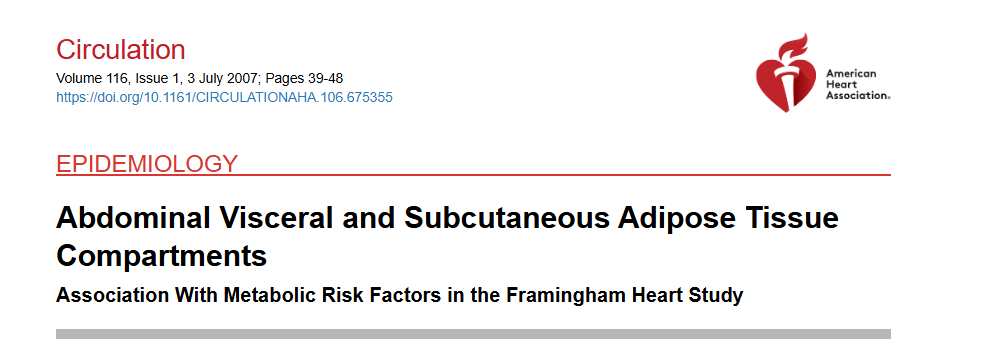 Circulation
Volume 116, Issue 1, 3 July 2007; Pages 39-48
https://doi.org/10.1161/CIRCULATIONAHA.106.675355
American
Heart
Association.
EPIDEMIOLOGY
Abdominal Visceral and Subcutaneous Adipose Tissue
Compartments
Association With Metabolic Risk Factors in the Framingham Heart Study